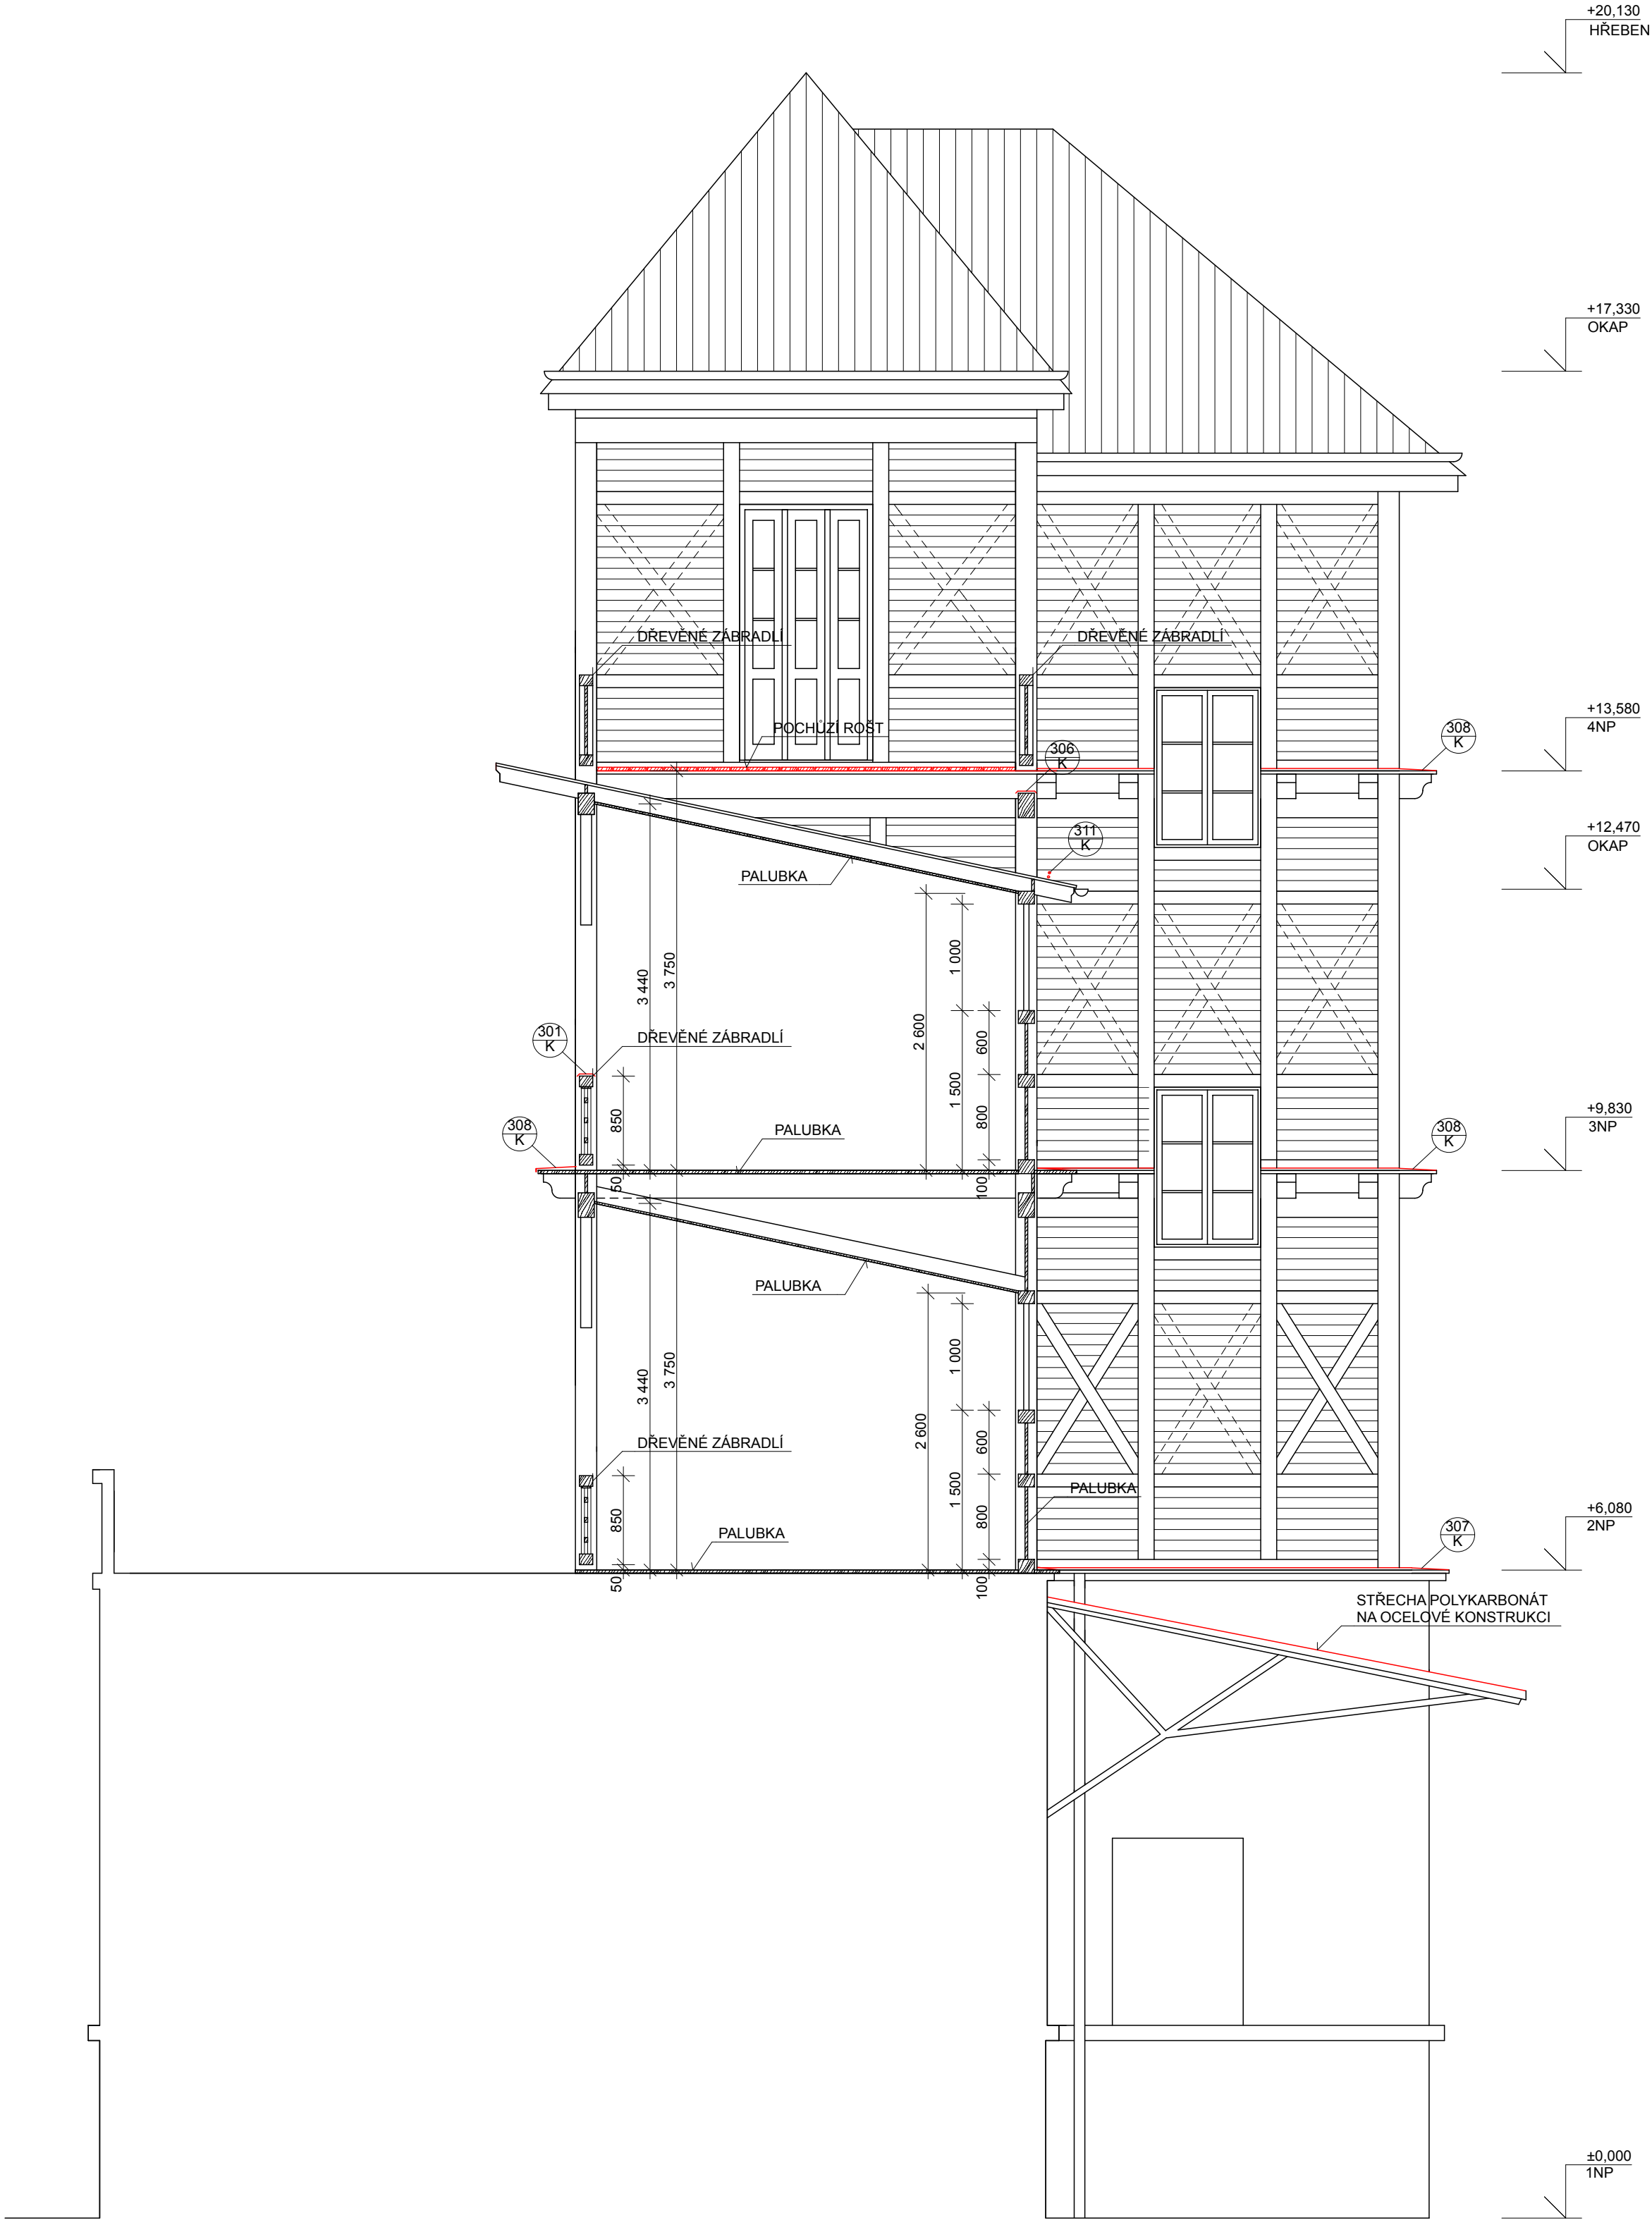 +20,130
HŘEBEN
+17,330
OKAP
DŘEVĚNÉ ZÁBRADLÍ
DŘEVĚNÉ ZÁBRADLÍ
+13,580
4NP
POCHŮZÍ ROŠT
308
K
306
K
+12,470
OKAP
311
K
PALUBKA
1 000
3 750
3 440
2 600
600
301
K
DŘEVĚNÉ ZÁBRADLÍ
1 500
850
800
308
K
PALUBKA
308
K
+9,830
3NP
50
100
PALUBKA
1 000
3 750
3 440
2 600
600
DŘEVĚNÉ ZÁBRADLÍ
1 500
PALUBKA
850
800
PALUBKA
307
K
+6,080
2NP
50
100
STŘECHA POLYKARBONÁT
NA OCELOVÉ KONSTRUKCI
±0,000
1NP